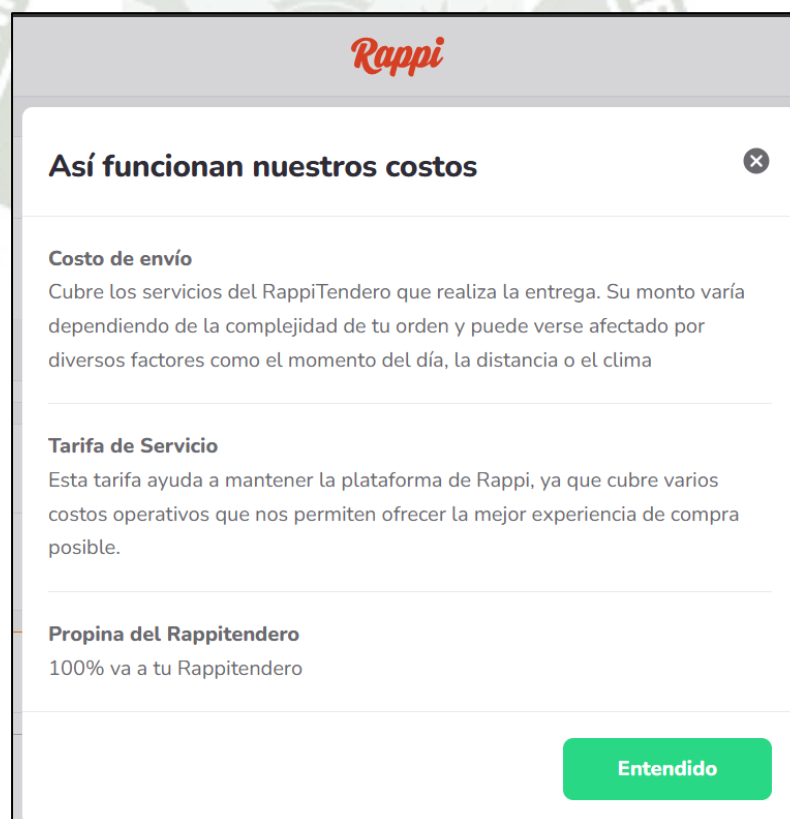 Rappi
Así funcionan nuestros costos
Costo de envío
Cubre los servicios del RappiTendero que realiza la entrega. Su monto varía
dependiendo de la complejidad de tu orden y puede verse afectado por
diversos factores como el momento del día, la distancia o el clima
Tarifa de Servicio
Esta tarifa ayuda a mantener la plataforma de Rappi, ya que cubre varios
costos operativos que nos permiten ofrecer la mejor experiencia de compra
posible.
Propina del Rappitendero
100% va a tu Rappitendero
Entendido